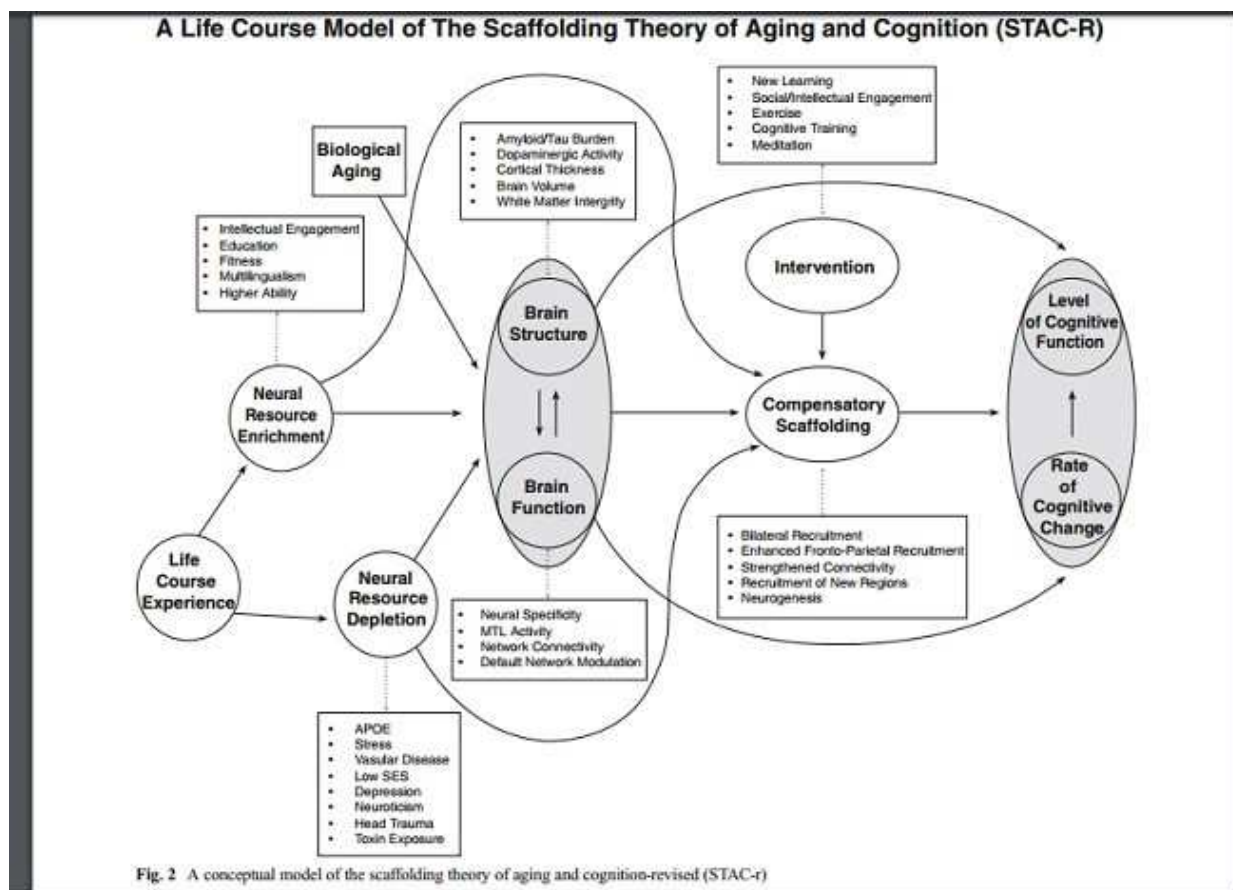 A Life Course Model of The Scaffolding Theory of Aging and Cognition (STAC-R)
• New Learning
• Social/Intellectual Engagement
• Exercise
• Cognitive Training
• Meditation
Biological
Aging
• Amyloid/Tau Burden
• Dopaminergic Activity
• Cortical Thickness
• Brain Volume
• White Matter Intergrity
• Intellectual Engagement
• Education
• Fitness
• Multilingualism
• Higher Ability
Intervention
Brain
Structure
Level
of Cognitive
Function
Neural
Resource
Enrichment
Compensatory
Scaffolding
Brain
Function
Rate
of
Cognitive
Change
Life
Course
Experience
Neural
Resource
Depletion
• Bilateral Recruitment
• Enhanced Fronto-Parietal Recruitment
• Strengthened Connectivity
• Recruitment of New Regions
• Neurogenesis
• Neural Specificity
• MTL Activity
• Network Connectivity
• Default Network Modulation
• APOE
• Stress
• Vasular Disease
• Low SES
• Depression
• Neuroticism
• Head Trauma
• Toxin Exposure
Fig. 2 A conceptual model of the scaffolding theory of aging and cognition-revised (STAC-r)